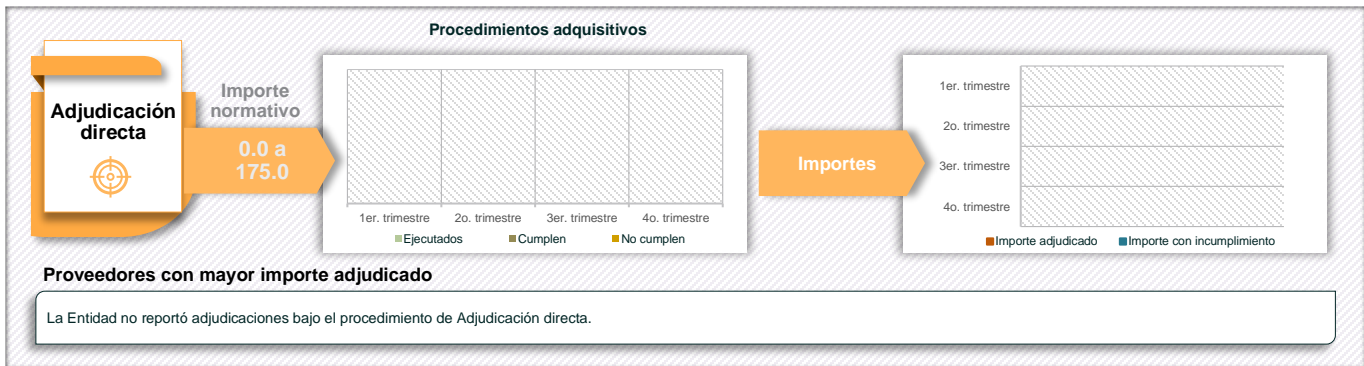 Procedimientos adquisitivos
Adjudicación
directa
Importe
normativo
0.0 a
175.0
1er. trimestre
2o. trimestre
3er. trimestre
4o. trimestre
Ejecutados
Cumplen
No cumplen
Importes
1er. trimestre
2o. trimestre
3er. trimestre
4o. trimestre
Importe adjudicado
Importe con incumplimiento
Proveedores con mayor importe adjudicado
La Entidad no reportó adjudicaciones bajo el procedimiento de Adjudicación directa.